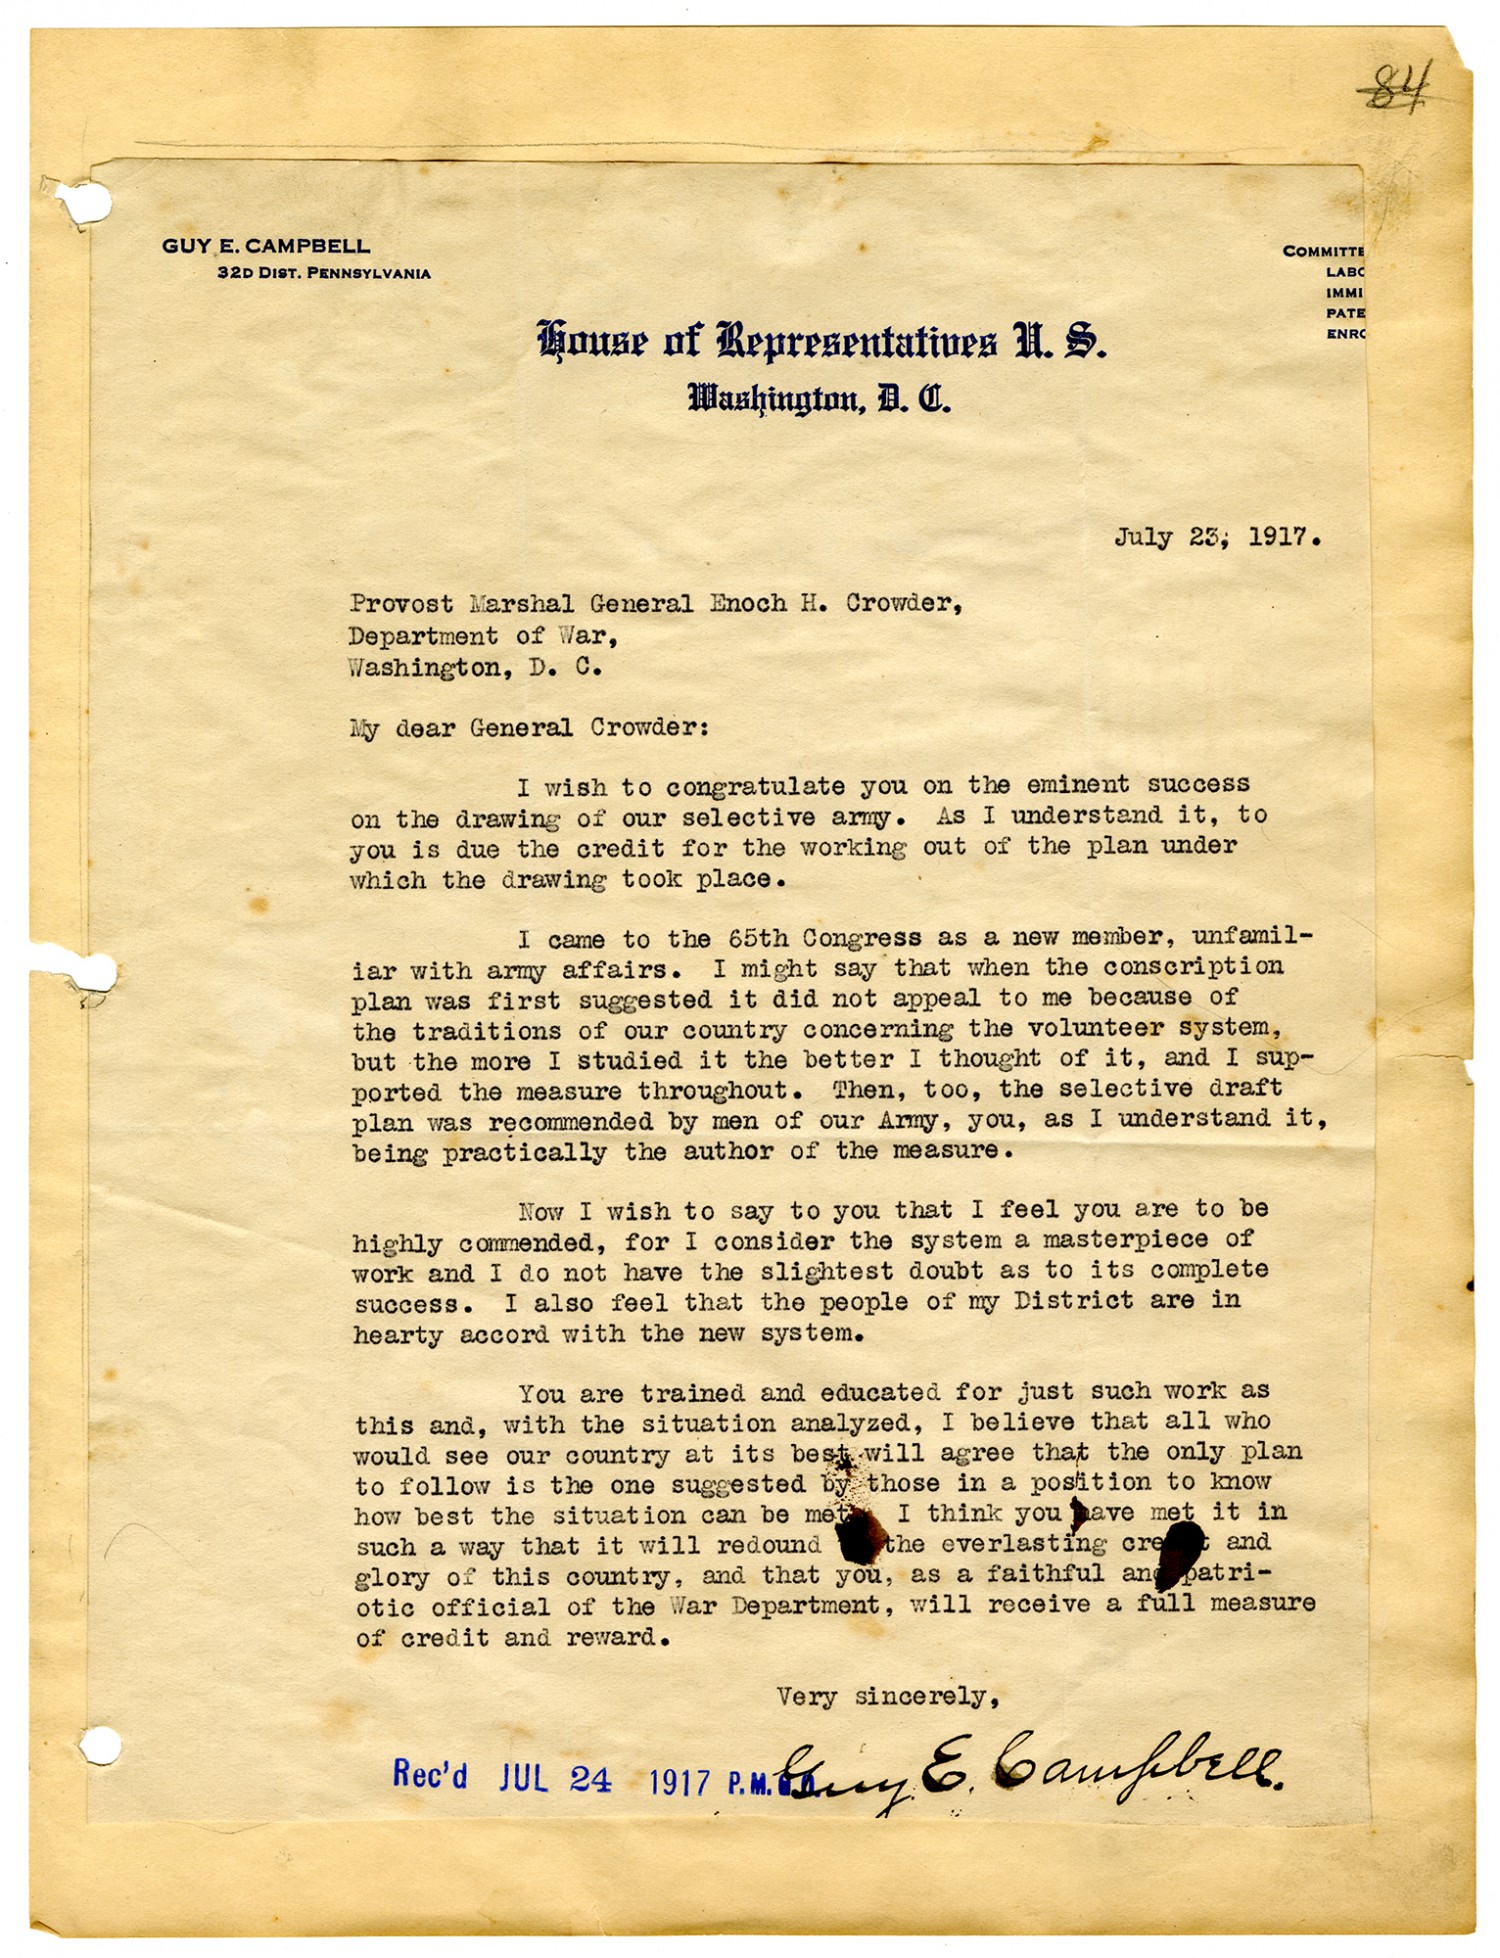 84
GUY E. CAMPBELL
32D DIST. PENNSYLVANIA
COMMITTE
LABO
IMMI
PATE
ENRO
House of Representatives U. S.
Washington, D. C.
July 23, 1917.
Provost Marshal General Enoch H. Crowder,
Department of War,
Washington, D. C.
My dear General Crowder:
I wish to congratulate you on the eminent success
on the drawing of our selective army. As I understand it, to
you is due the credit for the working out of the plan under
which the drawing took place.
I came to the 65th Congress as a new member, unfamil-
iar with army affairs. I might say that when the conscription
plan was first suggested it did not appeal to me because of
the traditions of our country concerning the volunteer system,
but the more I studied it the better I thought of it, and I sup-
ported the measure throughout. Then, too, the selective draft
plan was recommended by men of our Army, you, as I understand it,
being practically the author of the measure.
Now I wish to say to you that I feel you are to be
highly commended, for I consider the system a masterpiece of
work and I do not have the slightest doubt as to its complete
success. I also feel that the people of my District are in
hearty accord with the new system.
You are trained and educated for just such work as
this and, with the situation analyzed, I believe that all who
would see our country at its best will agree that the only plan
to follow is the one suggested by those in a position to know
how best the situation can be met. I think you have met it in
such a way that it will redound the everlasting credit and
glory of this country, and that you, as a faithful and patri-
otic official of the War Department, will receive a full measure
of credit and reward.
Very sincerely,
Guy E. Campbell.
Rec'd JUL 24 1917 P.M.G.O.